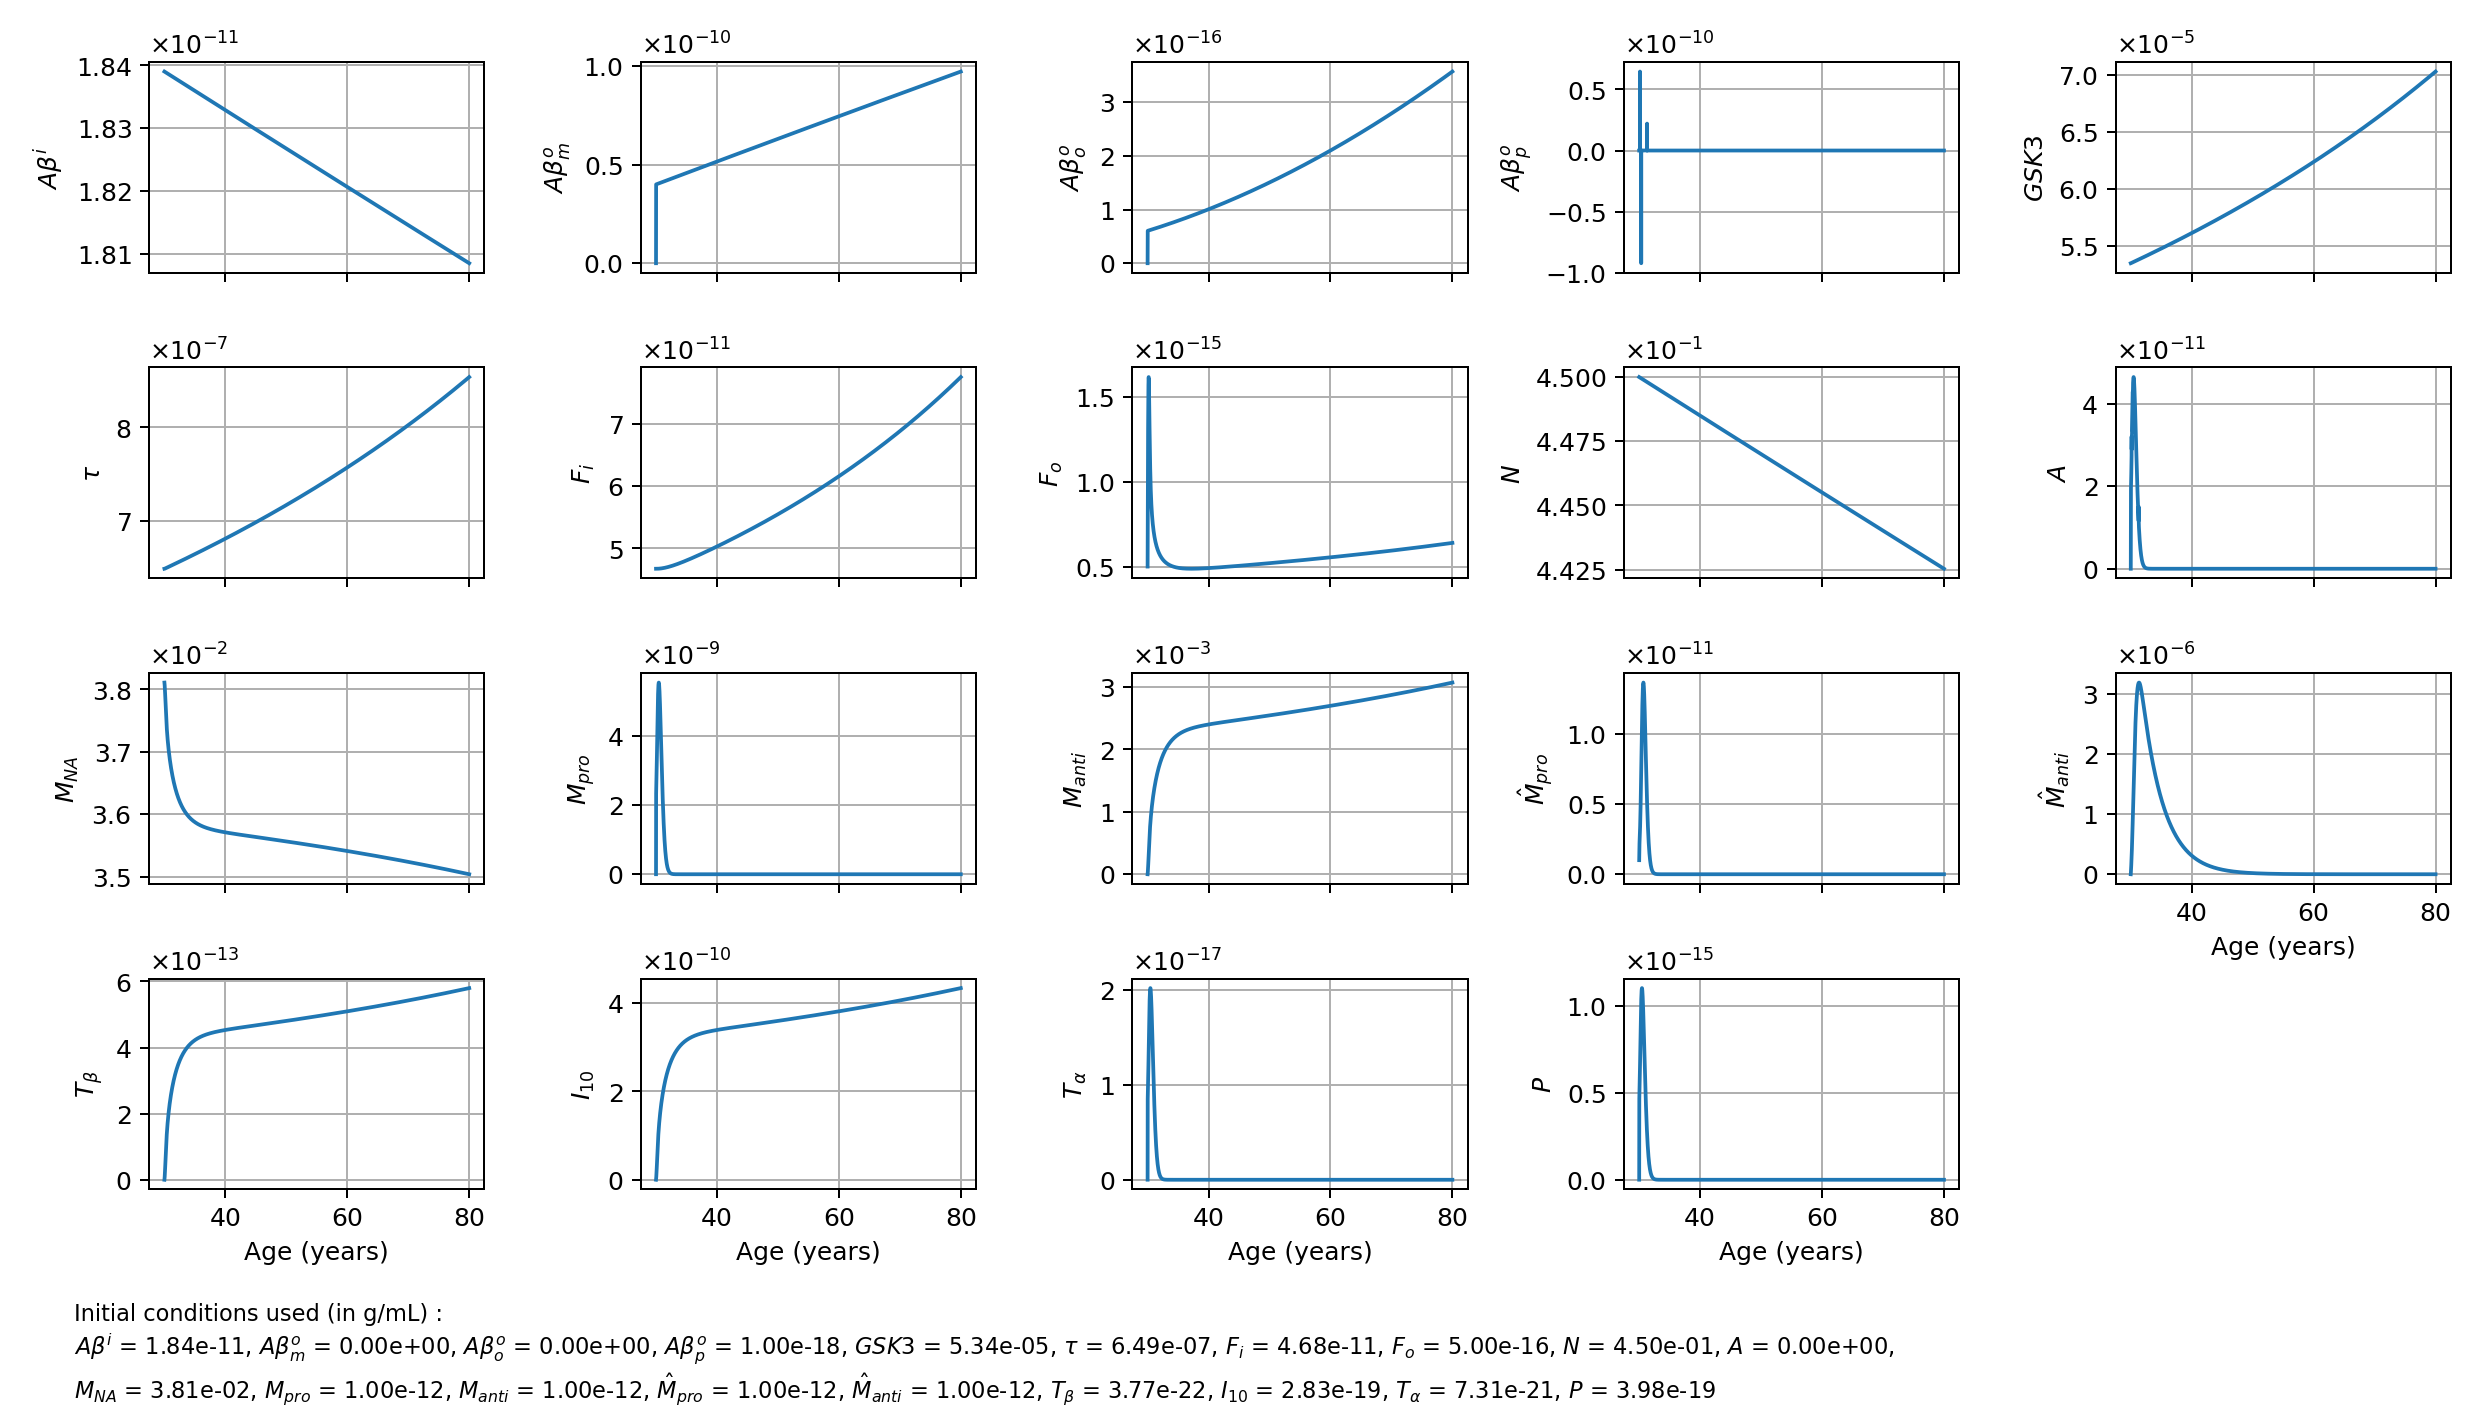 ×10⁻¹¹ ×10⁻¹⁰ ×10⁻¹⁶ ×10⁻¹⁰ ×10⁻⁵
Aβⁱ 1.84 1.83 1.82 1.81
Aβₘᵒ 1.0 0.5 0.0
Aβₒᵒ 3 2 1 0
Aβₚᵒ 0.5 0.0 −0.5 −1.0
GSK3 7.0 6.5 6.0 5.5
×10⁻⁷ ×10⁻¹¹ ×10⁻¹⁵ ×10⁻¹ ×10⁻¹¹
τ 8 7
Fᵢ 7 6 5
Fₒ 1.5 1.0 0.5
N 4.500 4.475 4.450 4.425
A 4 2 0
×10⁻² ×10⁻⁹ ×10⁻³ ×10⁻¹¹ ×10⁻⁶
M_NA 3.8 3.7 3.6 3.5
M_pro 4 2 0
M_anti 3 2 1 0
M̂_pro 1.0 0.5 0.0
M̂_anti 3 2 1 0
40 60 80
Age (years)
×10⁻¹³ ×10⁻¹⁰ ×10⁻¹⁷ ×10⁻¹⁵
T_β 6 4 2 0
I₁₀ 4 2 0
T_α 2 1 0
P 1.0 0.5 0.0
40 60 80 40 60 80 40 60 80 40 60 80
Age (years) Age (years) Age (years) Age (years)
Initial conditions used (in g/mL) :
Aβⁱ = 1.84e-11, Aβₘᵒ = 0.00e+00, Aβₒᵒ = 0.00e+00, Aβₚᵒ = 1.00e-18, GSK3 = 5.34e-05, τ = 6.49e-07, Fᵢ = 4.68e-11, Fₒ = 5.00e-16, N = 4.50e-01, A = 0.00e+00,
M_NA = 3.81e-02, M_pro = 1.00e-12, M_anti = 1.00e-12, M̂_pro = 1.00e-12, M̂_anti = 1.00e-12, T_β = 3.77e-22, I₁₀ = 2.83e-19, T_α = 7.31e-21, P = 3.98e-19